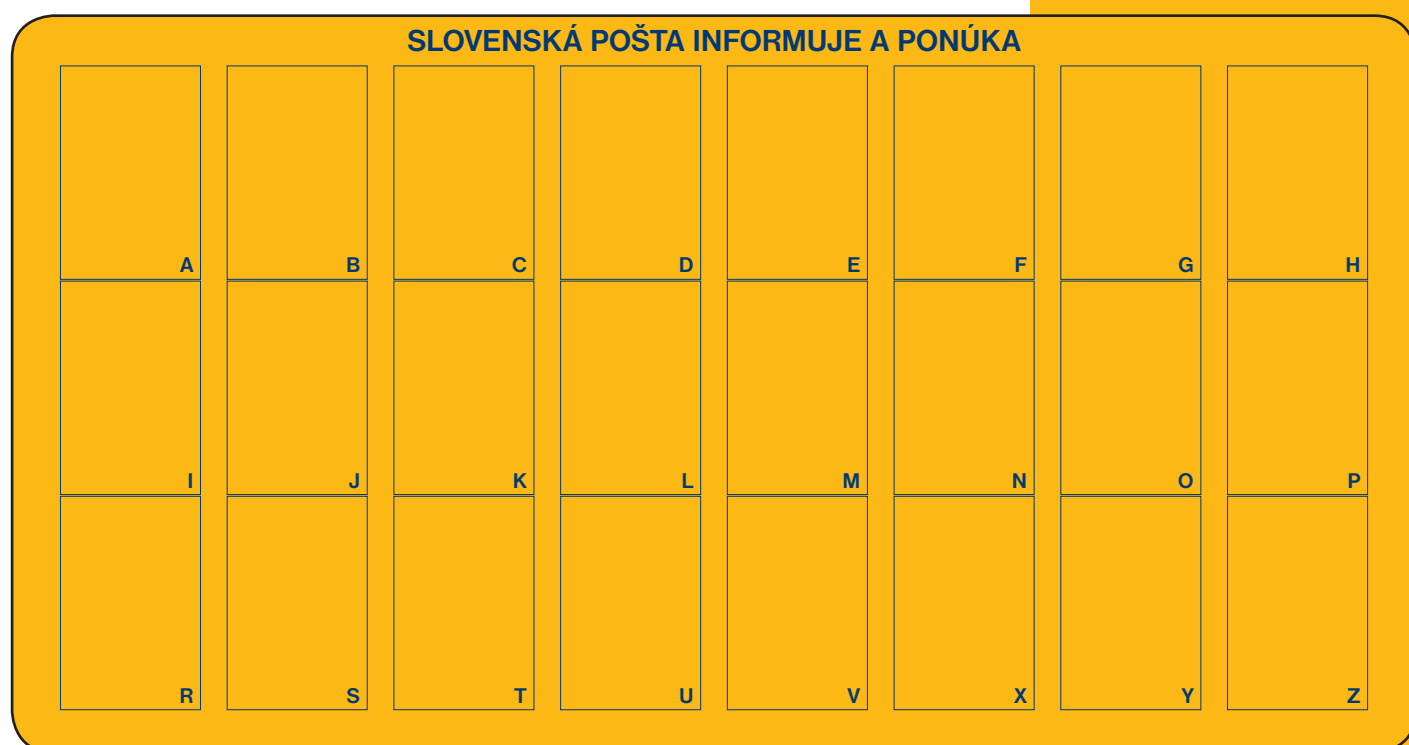 SLOVENSKÁ POŠTA INFORMUJE A PONÚKA
A B C D E F G H
I J K L M N O P
R S T U V X Y Z